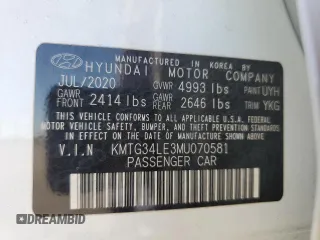 MANUFACTURED IN KOREA BY
HYUNDAI MOTOR COMPANY
JUL/2020 GVWR 4993 lbs PAINT UYH
GAWR FRONT 2414 lbs GAWR REAR 2646 lbs TRIM YKG
THIS VEHICLE CONFORMS TO ALL APPLICABLE
U.S. FEDERAL MOTOR VEHICLE SAFETY,
BUMPER, AND THEFT PREVENTION STANDARDS
IN EFFECT ON THE DATE OF MANUFACTURE
SHOWN ABOVE.
V.I.N KMTG34LE3MU070581
PASSENGER CAR
© DEALERCAR.IO